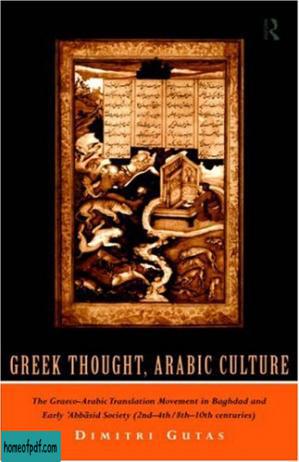 R
GREEK THOUGHT, ARABIC CULTURE
The Graeco-Arabic Translation Movement in Baghdad and
Early 'Abbāsid Society (2nd–4th/8th–10th centuries)
DIMITRI GUTAS
homeofpdf.com